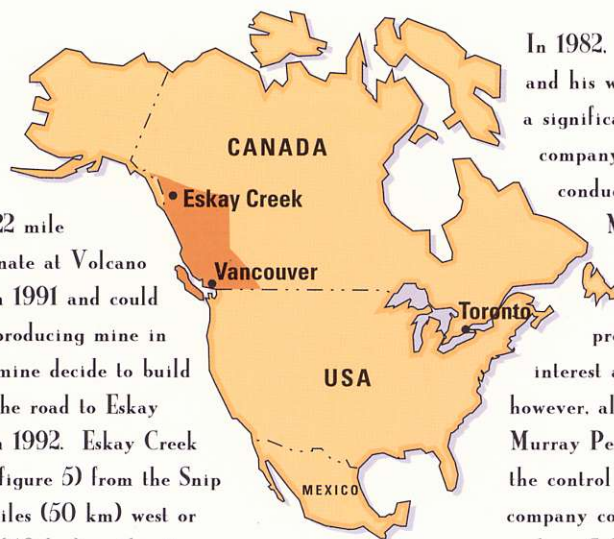 22 mile
nate at Volcano
n 1991 and could
producing mine in
mine decide to build
he road to Eskay
n 1992. Eskay Creek
figure 5) from the Snip
iles (50 km) west or
CANADA
Eskay Creek
Vancouver
Toronto
USA
MEXICO
In 1982.
and his w
a significa
company
conduc
M
pr
interest a
however, al
Murray Pe
the control
company co